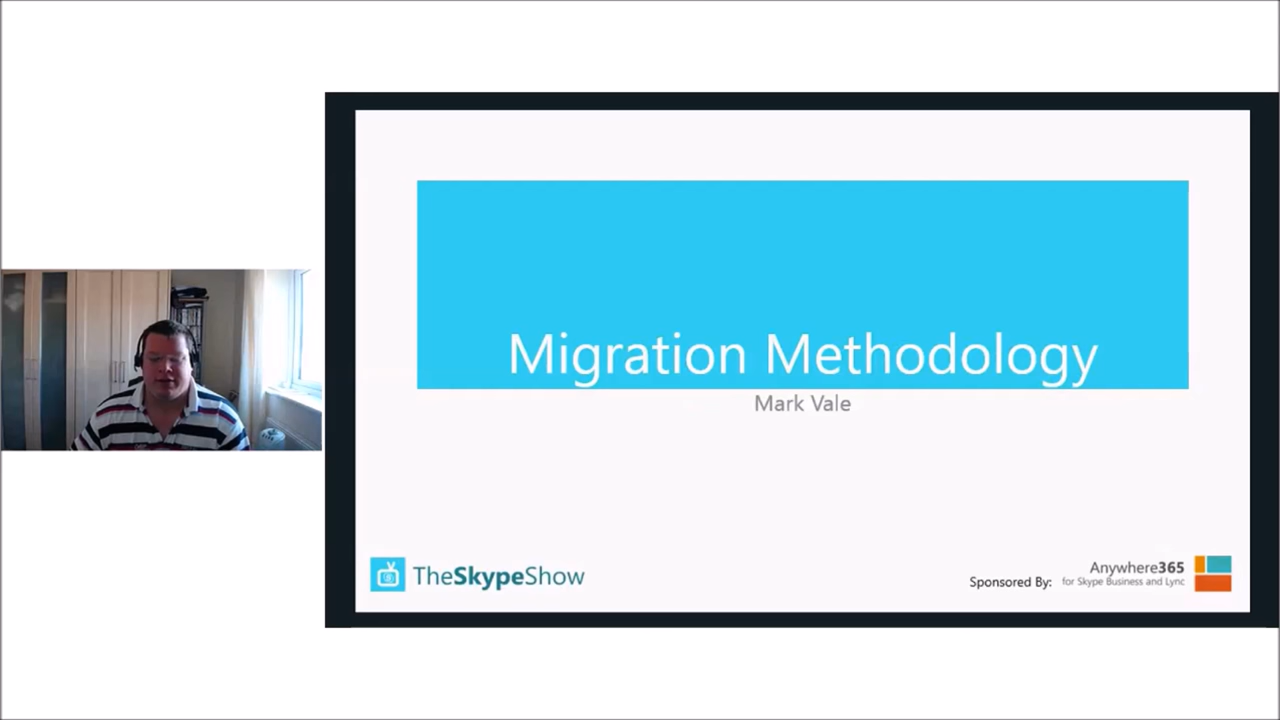 Migration Methodology
Mark Vale
TheSkypeShow
Sponsored By:
Anywhere365
for Skype Business and Lync